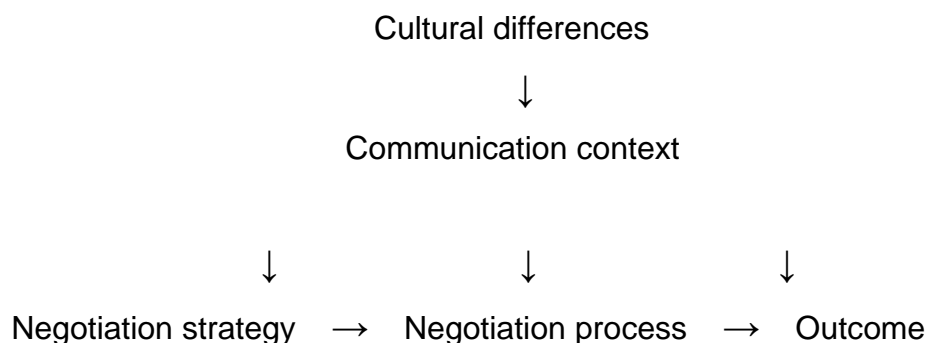 Cultural differences
↓
Communication context
↓ ↓ ↓
Negotiation strategy → Negotiation process → Outcome